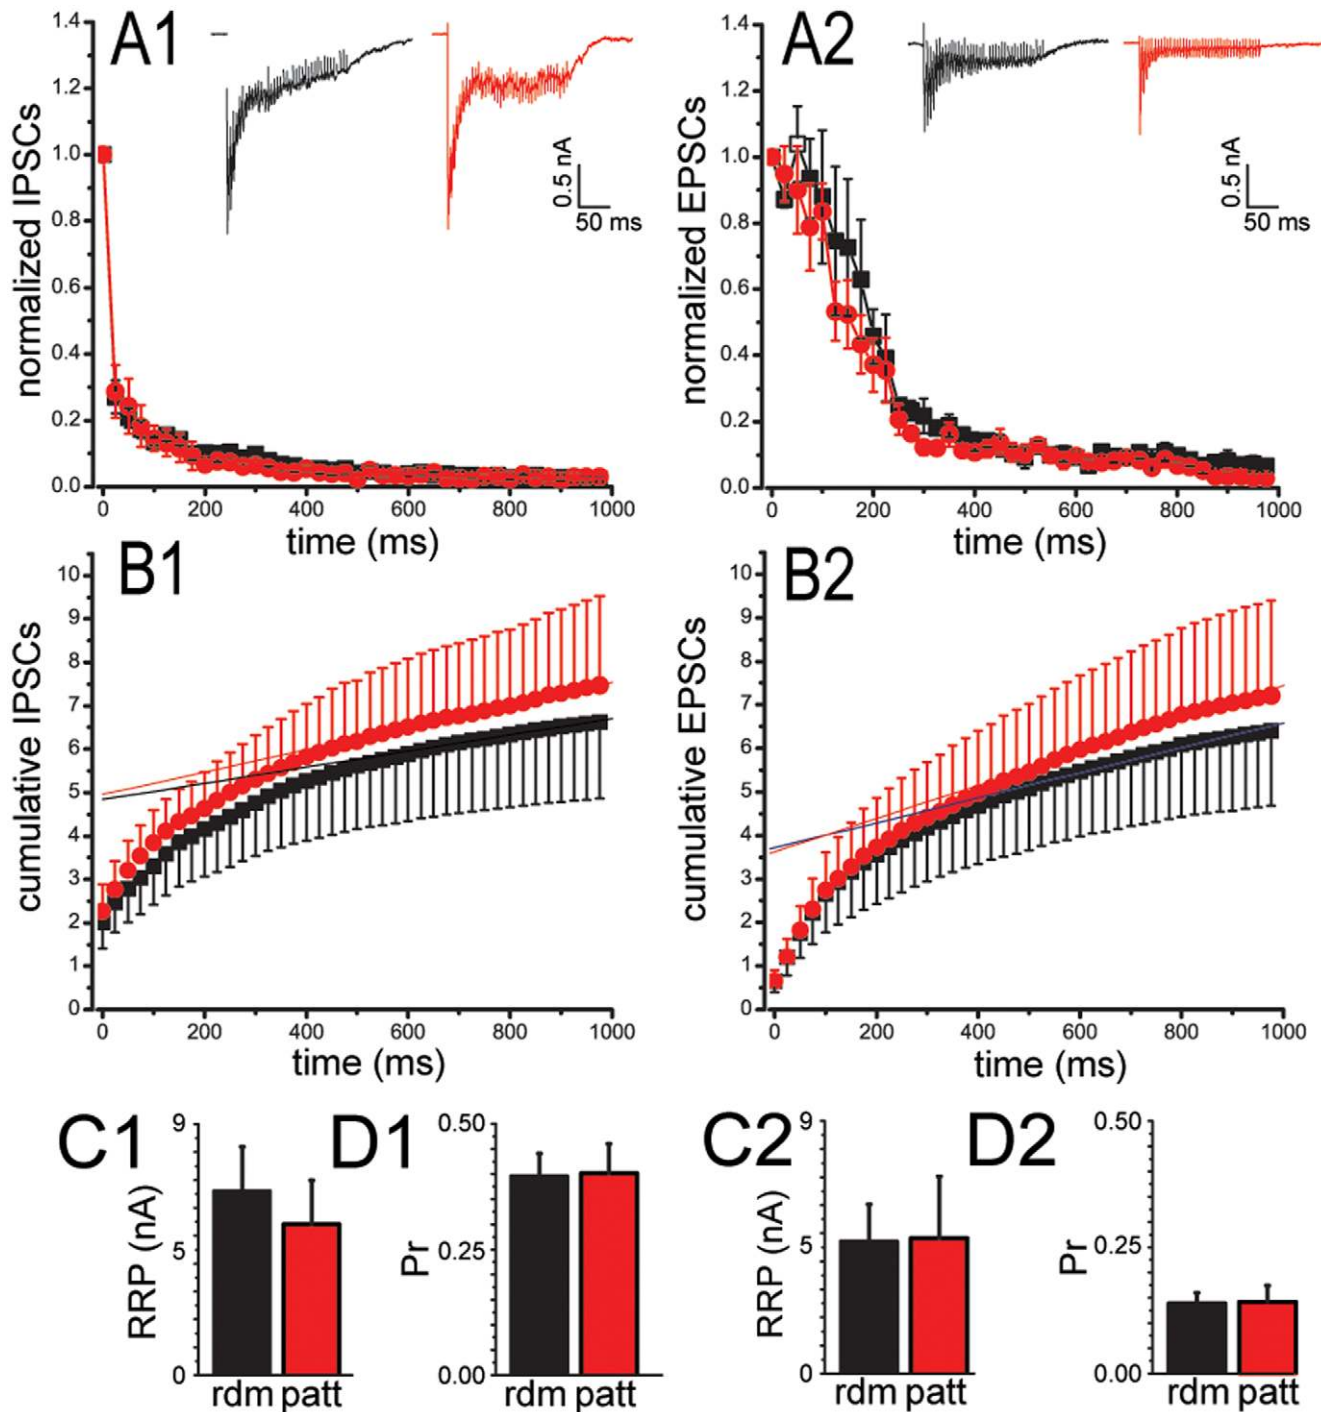 A1
1.4
1.2
1.0
0.8
0.6
0.4
0.2
0.0
normalized IPSCs
0.5 nA
50 ms
0 200 400 600 800 1000
time (ms)
A2
1.4
1.2
1.0
0.8
0.6
0.4
0.2
0.0
normalized EPSCs
0.5 nA
50 ms
0 200 400 600 800 1000
time (ms)
B1
10
9
8
7
6
5
4
3
2
1
0
cumulative IPSCs
0 200 400 600 800 1000
time (ms)
B2
10
9
8
7
6
5
4
3
2
1
0
cumulative EPSCs
0 200 400 600 800 1000
time (ms)
C1
9
5
0
RRP (nA)
rdm patt
D1
0.50
0.25
0.00
Pr
rdm patt
C2
9
5
0
RRP (nA)
rdm patt
D2
0.50
0.25
0.00
Pr
rdm patt